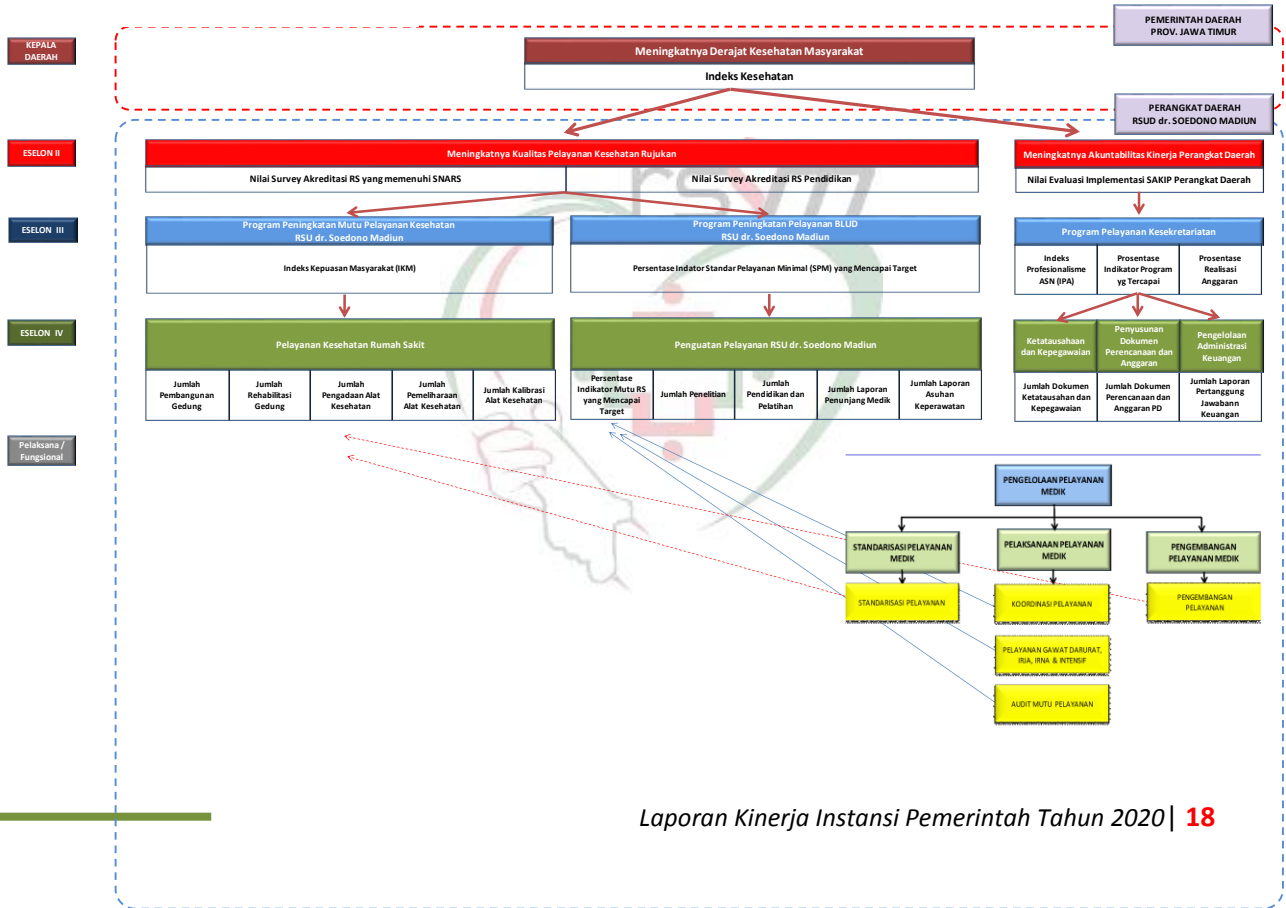 PEMERINTAH DAERAH
PROV. JAWA TIMUR
KEPALA
DAERAH
Meningkatnya Derajat Kesehatan Masyarakat
Indeks Kesehatan
PERANGKAT DAERAH
RSUD dr. SOEDONO MADIUN
ESELON II
Meningkatnya Kualitas Pelayanan Kesehatan Rujukan
Meningkatnya Akuntabilitas Kinerja Perangkat Daerah
Nilai Survey Akreditasi RS yang memenuhi SNARS
Nilai Survey Akreditasi RS Pendidikan
Nilai Evaluasi Implementasi SAKIP Perangkat Daerah
rsvn
ESELON III
Program Peningkatan Mutu Pelayanan Kesehatan
RSU dr. Soedono Madiun
Program Peningkatan Pelayanan BLUD
RSU dr. Soedono Madiun
Program Pelayanan Kesekretariatan
Indeks Kepuasan Masyarakat (IKM)
Persentase Indator Standar Pelayanan Minimal (SPM) yang Mencapai Target
Indeks
Profesionalisme
ASN (IPA)
Prosentase
Indikator Program
yg Tercapai
Prosentase
Realisasi
Anggaran
ESELON IV
Pelayanan Kesehatan Rumah Sakit
Penguatan Pelayanan RSU dr. Soedono Madiun
Ketatausahaan
dan Kepegawaian
Penyusunan
Dokumen
Perencanaan dan
Anggaran
Pengelolaan
Administrasi
Keuangan
Jumlah
Pembangunan
Gedung
Jumlah
Rehabilitasi
Gedung
Jumlah
Pengadaan Alat
Kesehatan
Jumlah
Pemeliharaan
Alat Kesehatan
Jumlah Kalibrasi
Alat Kesehatan
Persentase
Indikator Mutu RS
yang Mencapai
Target
Jumlah Penelitian
Jumlah
Pendidikan dan
Pelatihan
Jumlah Laporan
Penunjang Medik
Jumlah Laporan
Asuhan
Keperawatan
Jumlah Dokumen
Ketatausahan dan
Kepegawaian
Jumlah Dokumen
Perencanaan dan
Anggaran PD
Jumlah Laporan
Pertanggung
Jawabann
Keuangan
Pelaksana /
Fungsional
PENGELOLAAN PELAYANAN
MEDIK
STANDARISASI PELAYANAN
MEDIK
PELAKSANAAN PELAYANAN
MEDIK
PENGEMBANGAN
PELAYANAN MEDIK
STANDARISASI PELAYANAN
KOORDINASI PELAYANAN
PENGEMBANGAN
PELAYANAN
PELAYANAN GAWAT DARURAT,
IRJA, IRNA & INTENSIF
AUDIT MUTU PELAYANAN
Laporan Kinerja Instansi Pemerintah Tahun 2020| 18